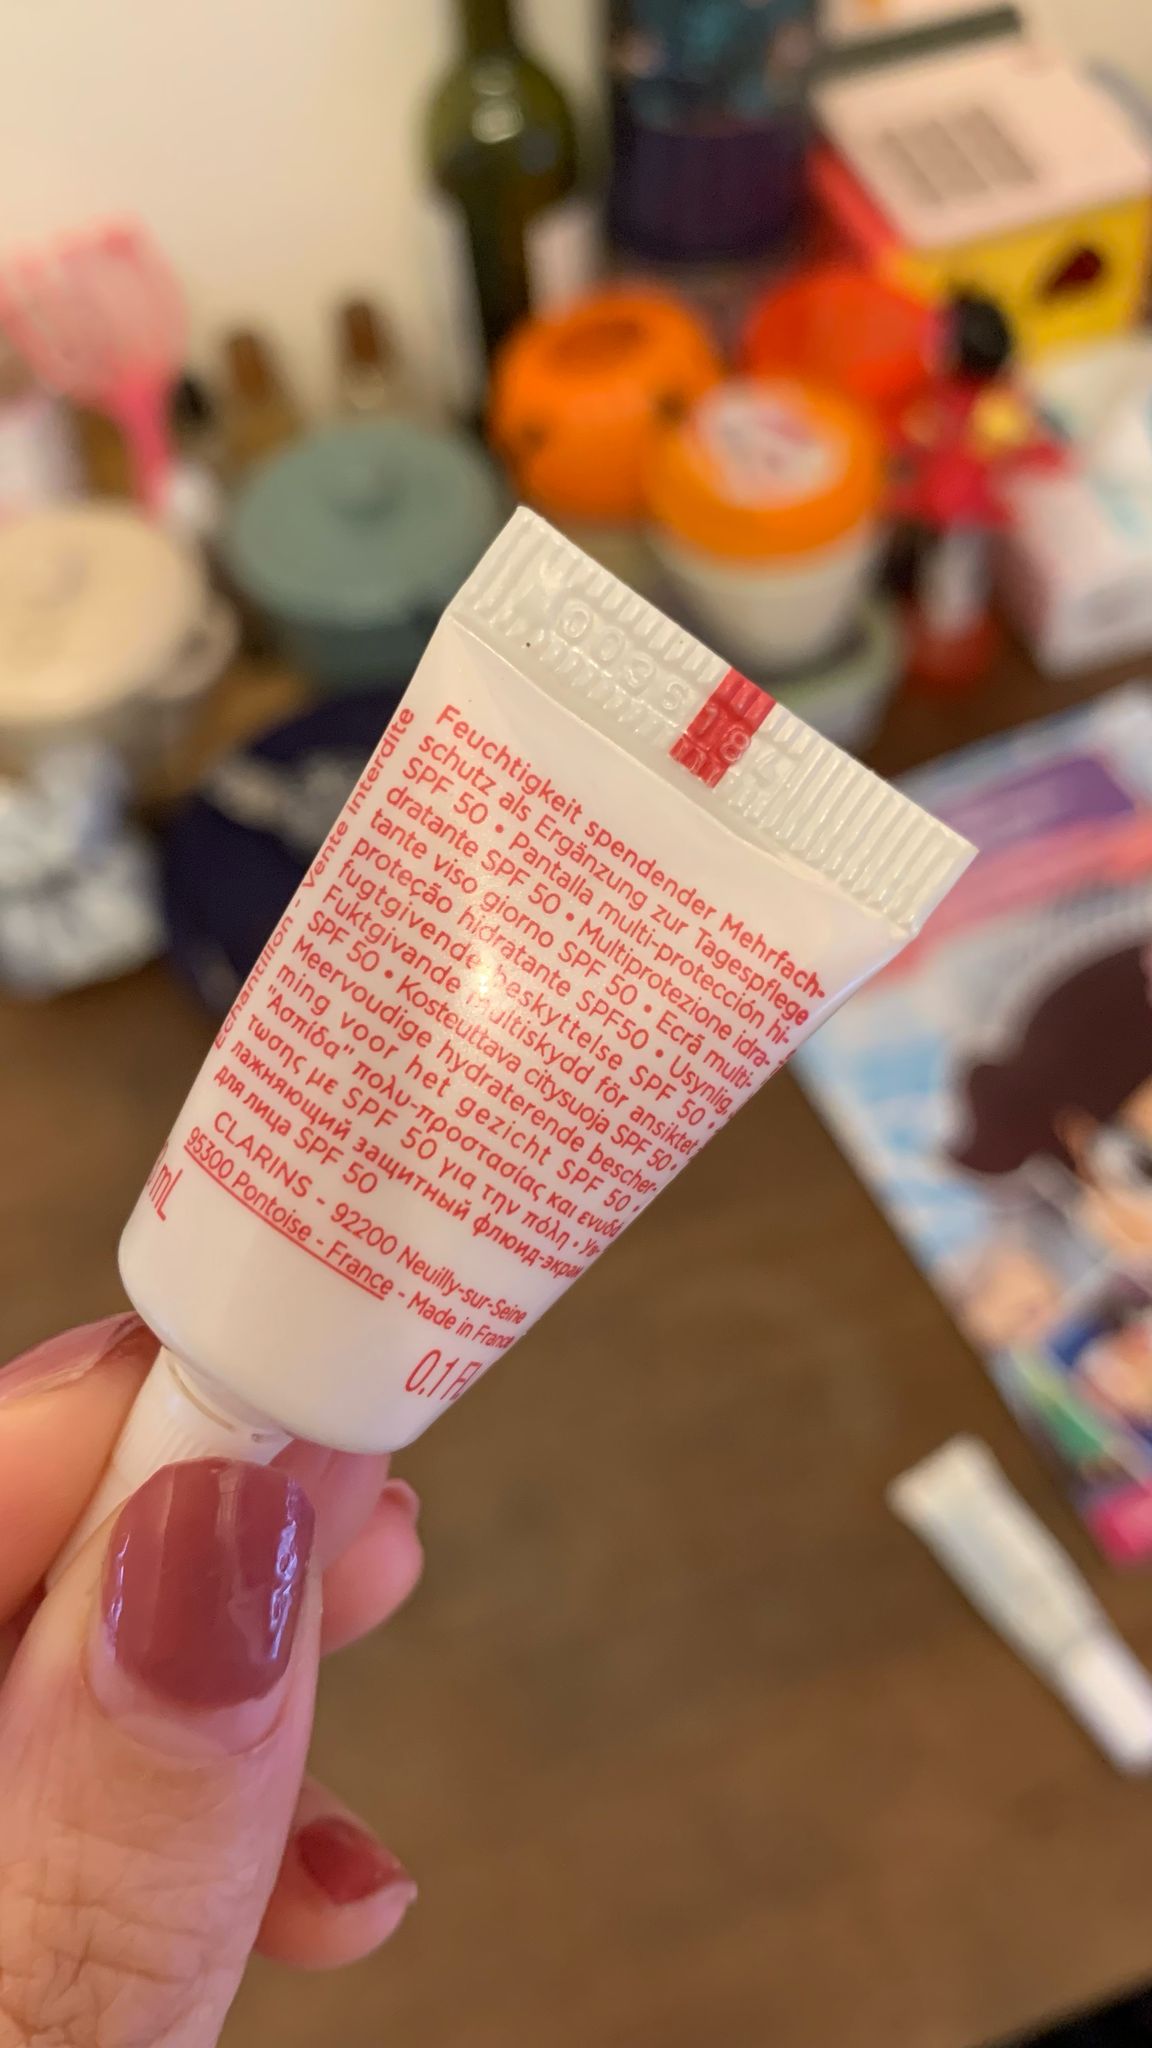 Feuchtigkeit spendender Mehrfach-
schutz als Ergänzung zur Tagespflege
SPF 50 • Pantalla multi-protección hi-
dratante SPF 50 • Multiprotezione idra-
tante viso giorno SPF 50 • Ecrã multi-
proteção hidratante SPF50 • Usynlig,
fugtgivende beskyttelse SPF 50 •
Fuktgivande multiskydd för ansiktet
SPF 50 • Kosteuttava citysuoja SPF 50 •
Meervoudige hydraterende bescher-
ming voor het gezicht SPF 50 •
"Ασπίδα" πολυ-προστασίας και ενυδά
τωσης με SPF 50 για την πόλη • Ув-
лажняющий защитный флюид-экран
для лица SPF 50
CLARINS - 92200 Neuilly-sur-Seine
95300 Pontoise - France - Made in France
0.1 Fl
ml
Echantillon - Vente interdite